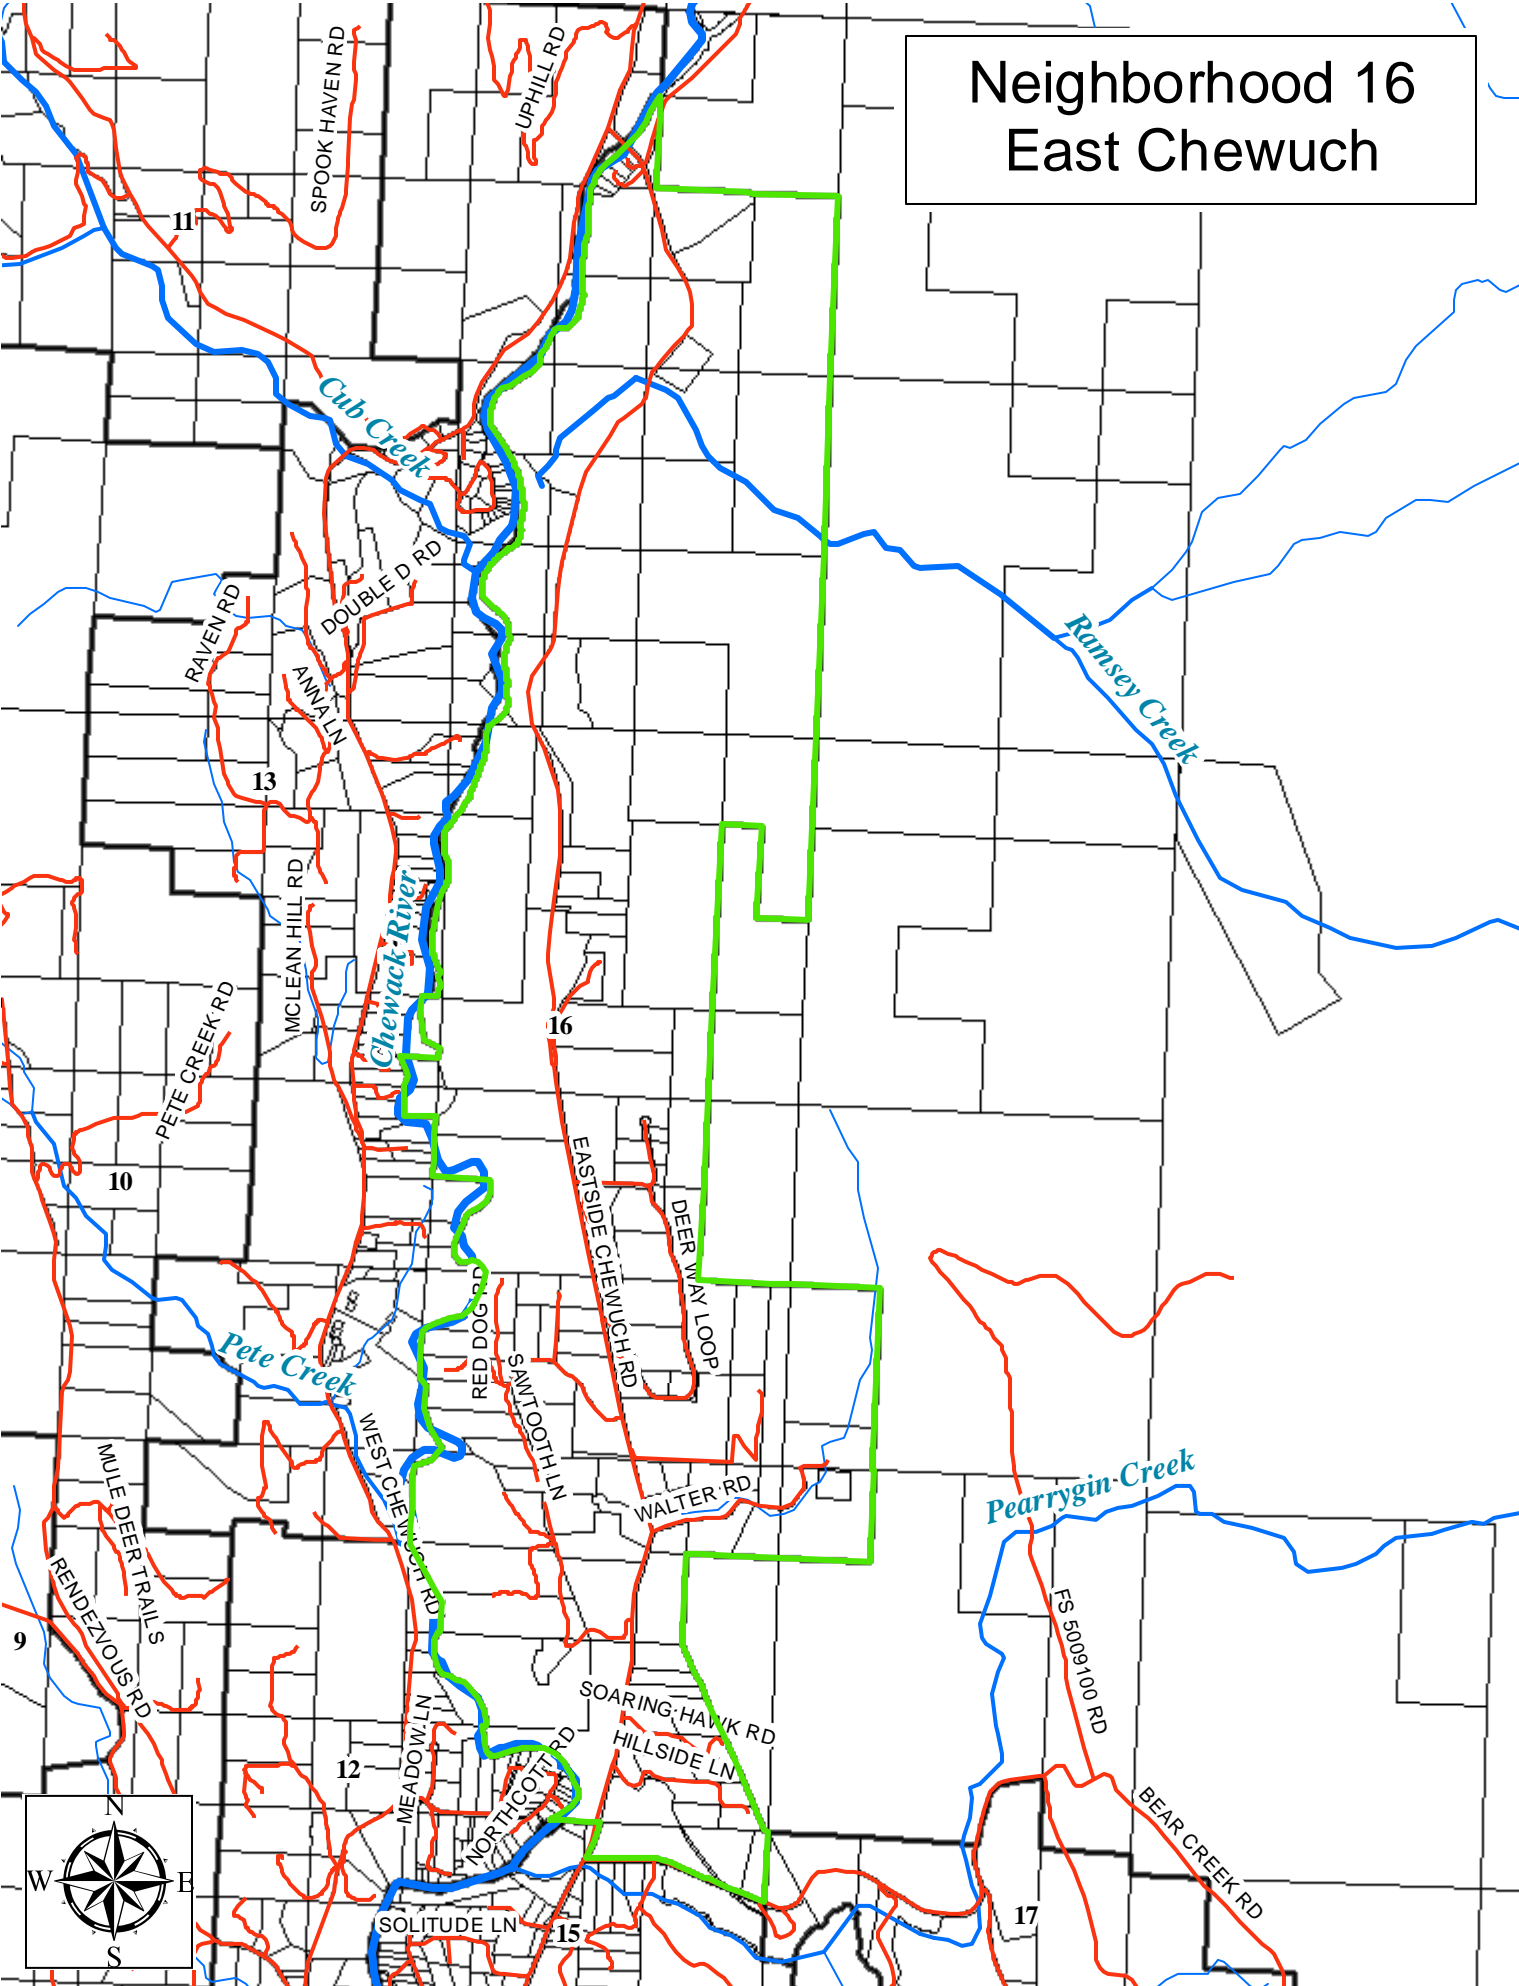 Neighborhood 16
East Chewuch
SPOOK HAVEN RD
UPHILL RD
11
Cub Creek
DOUBLE D RD
RAVEN RD
ANNA LN
Ramsey Creek
13
MCLEAN HILL RD
Chewack River
PETE CREEK RD
16
10
EASTSIDE CHEWUCH RD
DEER WAY LOOP
RED DOG RD
SAWTOOTH LN
Pete Creek
WEST CHEWUCH RD
WALTER RD
Pearrygin Creek
MULE DEER TRAIL S
RENDEZVOUS RD
9
FS 5009100 RD
SOARING HAWK RD
HILLSIDE LN
MEADOW LN
NORTHCOTT RD
12
BEAR CREEK RD
N
W
E
S
SOLITUDE LN
15
17